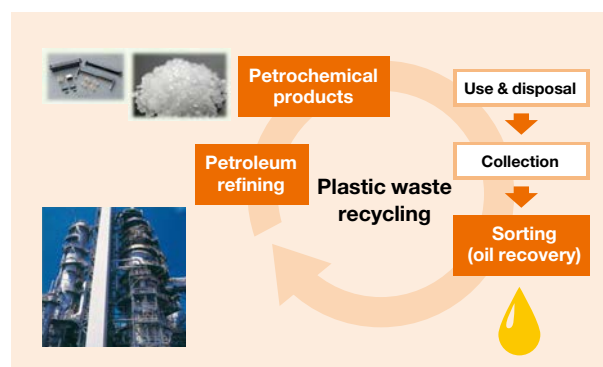 Petrochemical
products
Use & disposal
Collection
Sorting
(oil recovery)
Petroleum
refining
Plastic waste
recycling